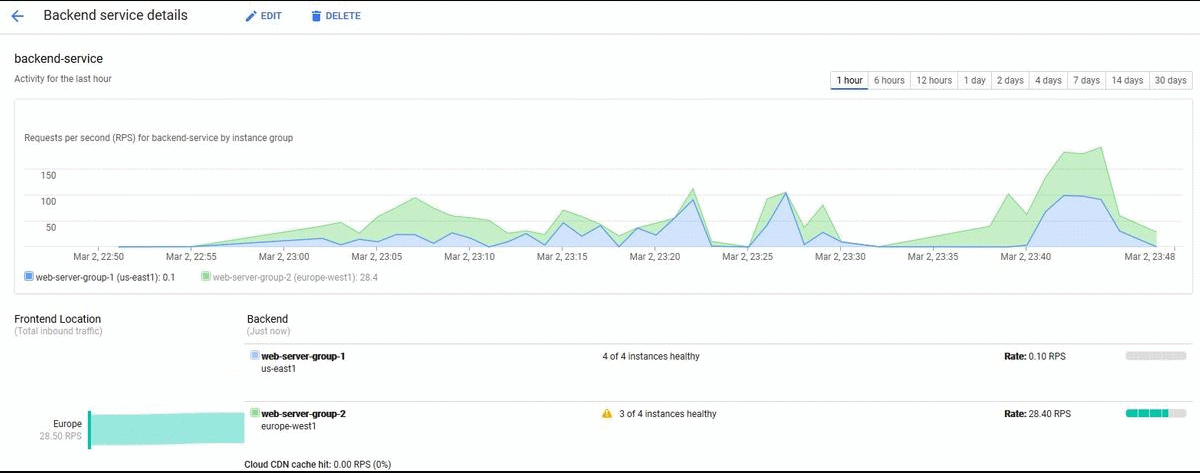 Backend service details EDIT DELETE
backend-service
Activity for the last hour
1 hour 6 hours 12 hours 1 day 2 days 4 days 7 days 14 days 30 days
Requests per second (RPS) for backend-service by instance group
150
100
50
Mar 2, 22:50 Mar 2, 22:55 Mar 2, 23:00 Mar 2, 23:05 Mar 2, 23:10 Mar 2, 23:15 Mar 2, 23:20 Mar 2, 23:25 Mar 2, 23:30 Mar 2, 23:35 Mar 2, 23:40 Mar 2, 23:48
web-server-group-1 (us-east1): 0.1 web-server-group-2 (europe-west1): 28.4
Frontend Location Backend
(Total inbound traffic) (Just now)
web-server-group-1 4 of 4 instances healthy Rate: 0.10 RPS
us-east1
web-server-group-2 3 of 4 instances healthy Rate: 28.40 RPS
Europe europe-west1
28.50 RPS
Cloud CDN cache hit: 0.00 RPS (0%)